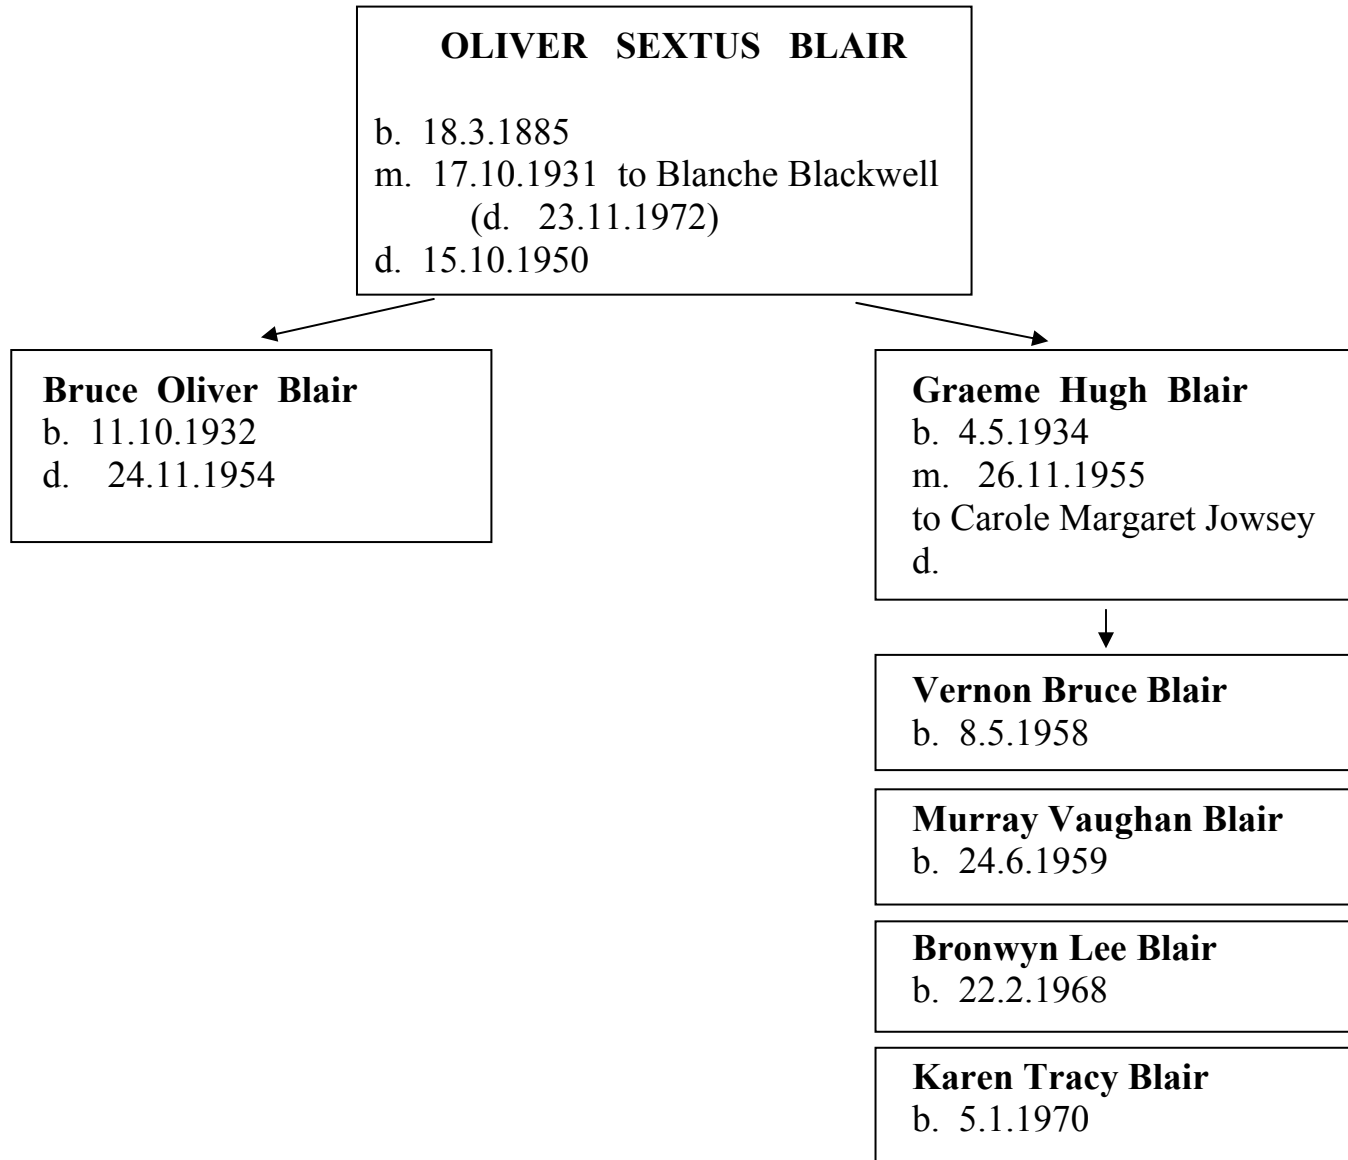 OLIVER SEXTUS BLAIR
b. 18.3.1885
m. 17.10.1931 to Blanche Blackwell
(d. 23.11.1972)
d. 15.10.1950
Bruce Oliver Blair
b. 11.10.1932
d. 24.11.1954
Graeme Hugh Blair
b. 4.5.1934
m. 26.11.1955
to Carole Margaret Jowsey
d.
Vernon Bruce Blair
b. 8.5.1958
Murray Vaughan Blair
b. 24.6.1959
Bronwyn Lee Blair
b. 22.2.1968
Karen Tracy Blair
b. 5.1.1970